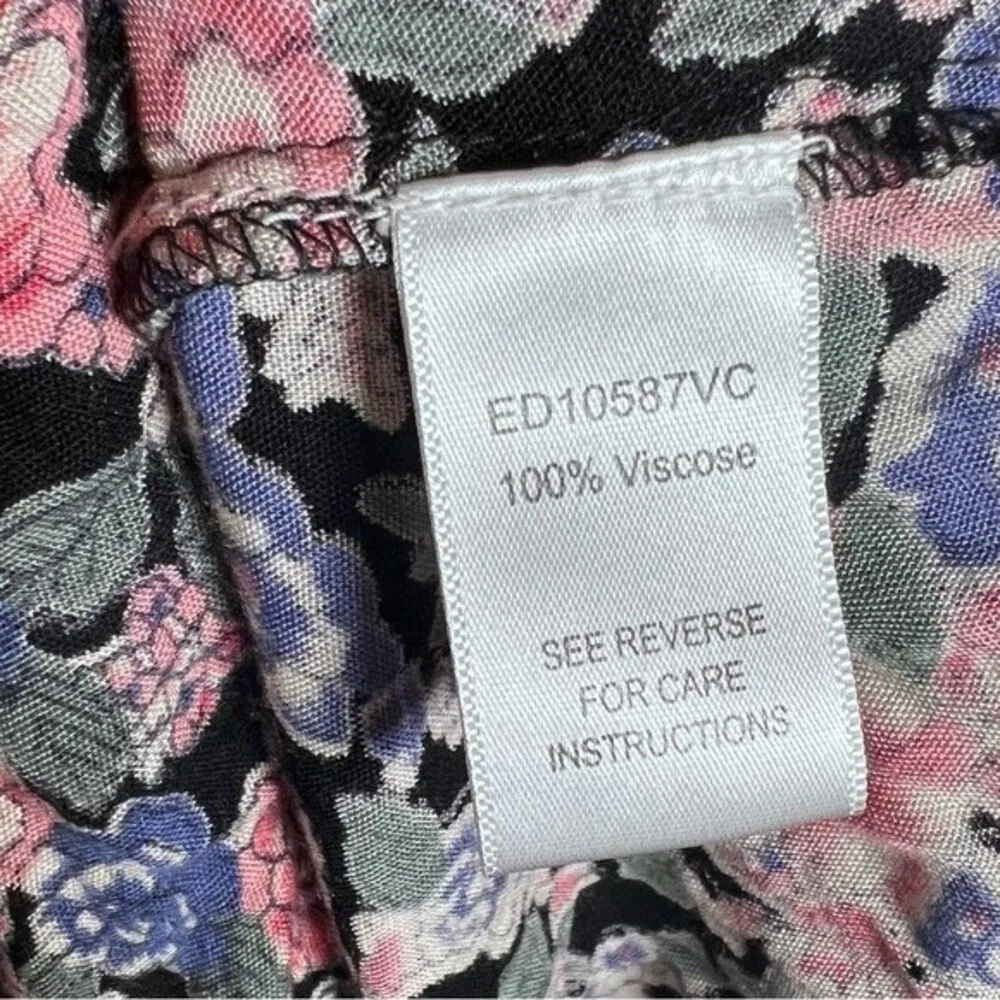 ED10587VC
100% Viscose
SEE REVERSE
FOR CARE
INSTRUCTIONS